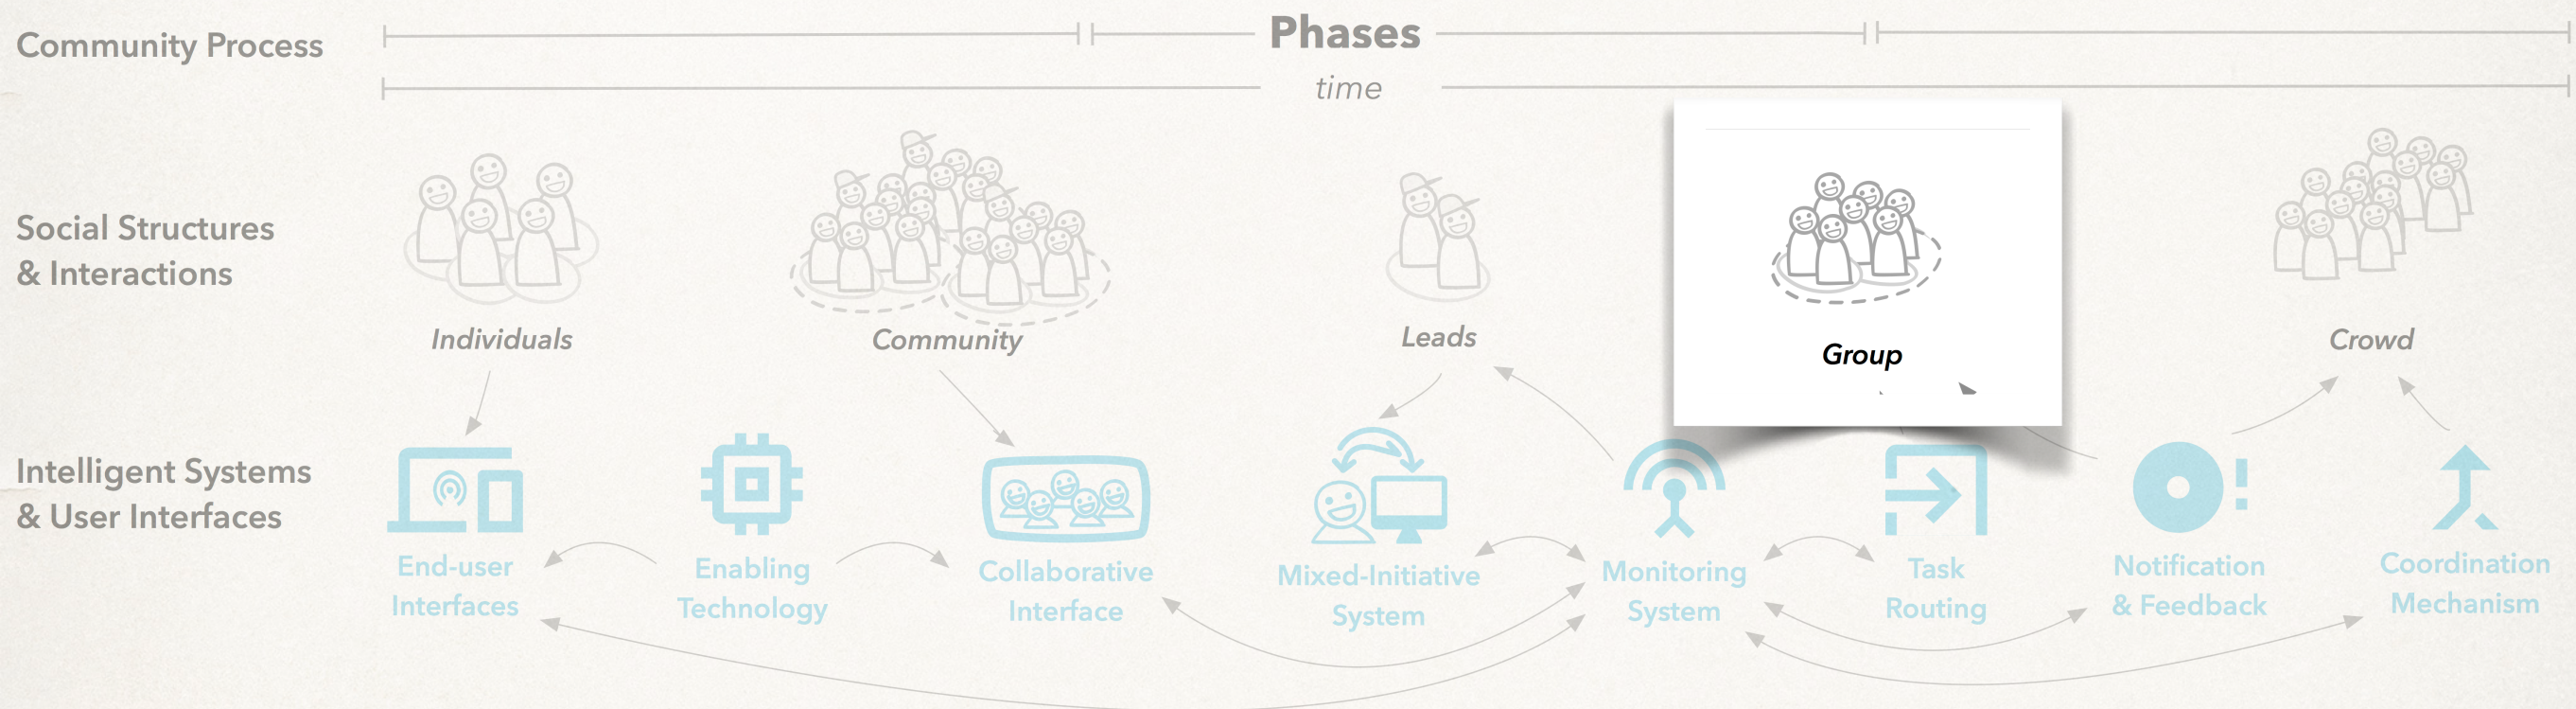 Community Process
Phases
time
Social Structures
& Interactions
Individuals
Community
Leads
Group
Crowd
Intelligent Systems
& User Interfaces
End-user
Interfaces
Enabling
Technology
Collaborative
Interface
Mixed-Initiative
System
Monitoring
System
Task
Routing
Notification
& Feedback
Coordination
Mechanism